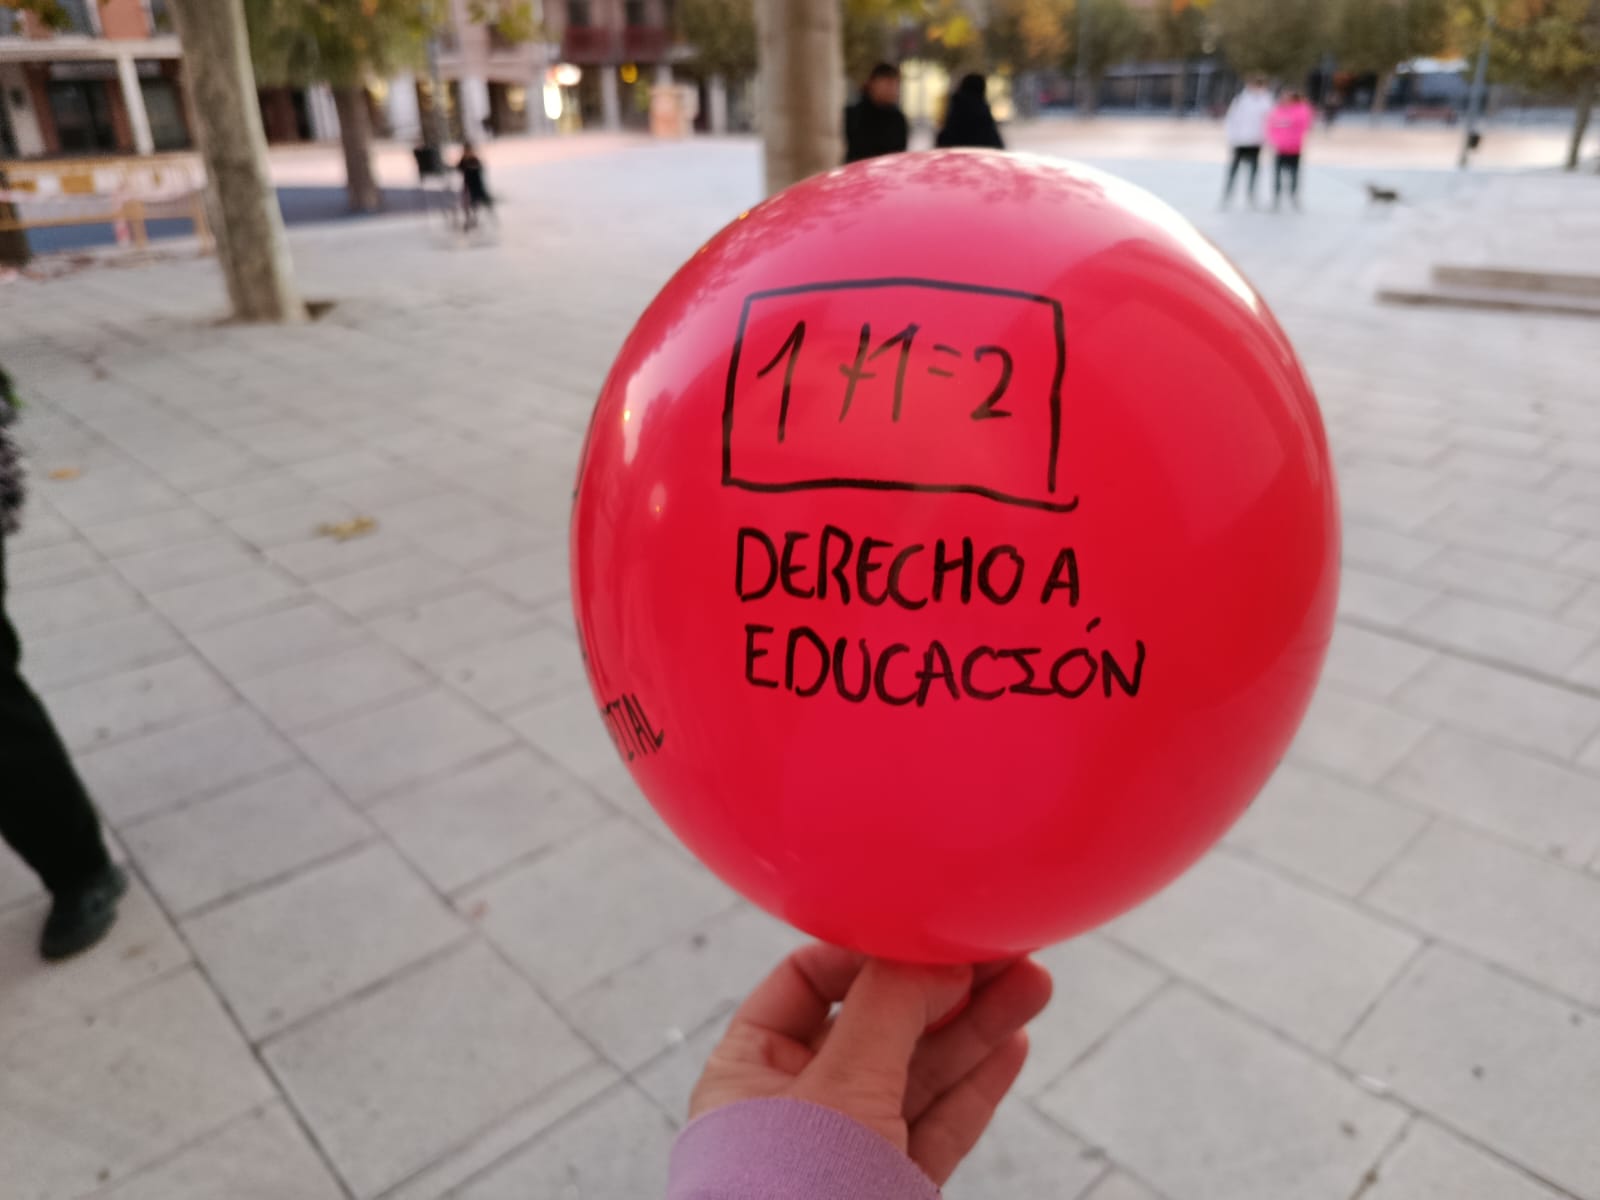 1+1=2
DERECHO A
EDUCACIÓN